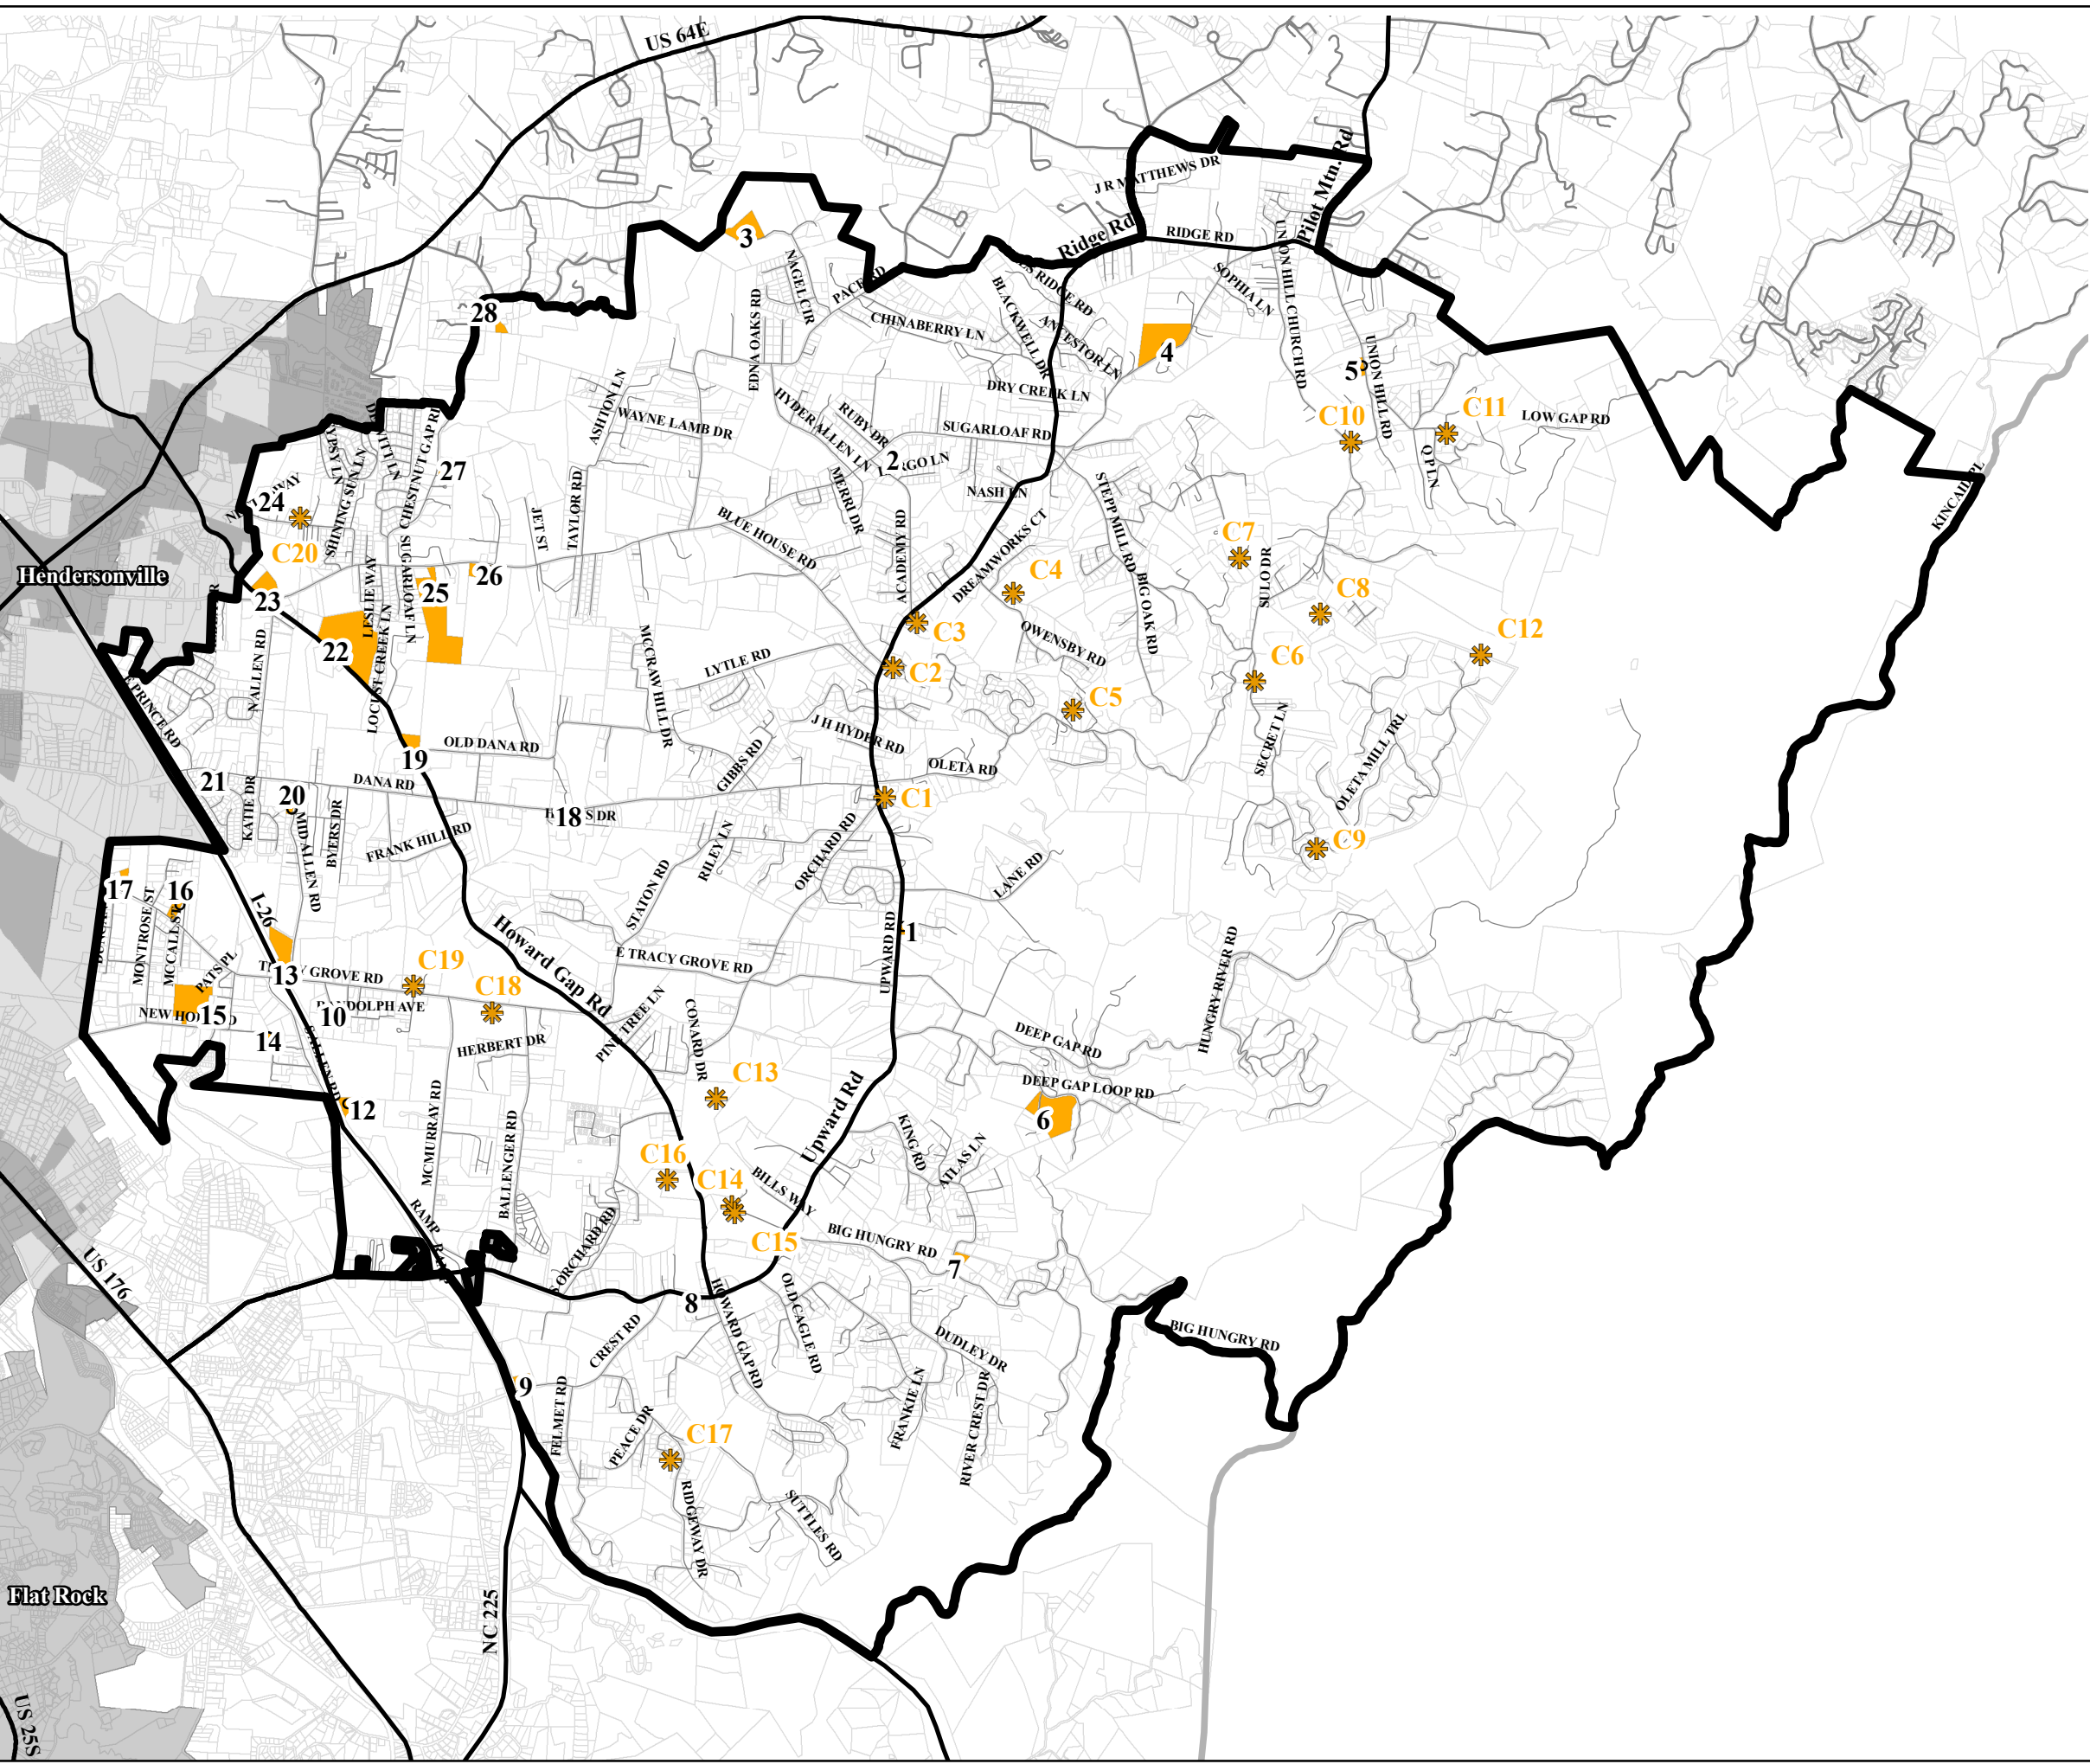 US 64E
Pilot Mtn. Rd
J R MATTHEWS DR
Ridge Rd
RIDGE RD
3
NAGEL CIR
PACE RD
UNION HILL CHURCH RD
SOPHIA LN
28
EDNA OAKS RD
CHINABERRY LN
BLACKWELL DR
ANCESTOR LN
4
5
UNION HILL RD
DRY CREEK LN
ASHTON LN
WAYNE LAMB DR
HYDER ALLEN LN
RUBY DR
SUGARLOAF RD
C10
C11
LOW GAP RD
CHESTNUT GAP RD
27
2
Q P LN
KINCAID PL
24
SHINING SUN LN
TAYLOR RD
JET ST
MERRI DR
NASH LN
STEPP MILL RD
BLUE HOUSE RD
ACADEMY RD
DREAMWORKS CT
C20
C7
Hendersonville
23
LESLIE WAY
SUGARLOAF LN
25
26
C4
BIG OAK RD
SULO DR
C8
22
C3
OWENSBY RD
C12
N ALLEN RD
LOCUST CREEK LN
MCCRAW HILL DR
LYTLE RD
C2
C6
C5
PRINCE RD
19
OLD DANA RD
J H HYDER RD
SECRET LN
OLETA MILL TRL
21
KATIE DR
20
DANA RD
GIBBS RD
OLETA RD
C1
MID ALLEN RD
BYERS DR
FRANK HILL RD
18
RILEY LN
ORCHARD RD
C9
17
16
MONTROSE ST
MCCALL ST
I-26
STATON RD
LANE RD
Howard Gap Rd
1
UPWARD RD
HUNGRY RIVER RD
PATS PL
13
C19
C18
E TRACY GROVE RD
15
10
14
S ALLEN RD
HERBERT DR
CONARD DR
DEEP GAP RD
C13
DEEP GAP LOOP RD
12
MCMURRAY RD
BALLENGER RD
Upward Rd
KING RD
ATLAS LN
6
C16
C14
BILLS WAY
C15
BIG HUNGRY RD
7
RAMP
US 176
S ORCHARD RD
8
HOWARD GAP RD
OLD CAGLE RD
BIG HUNGRY RD
CREST RD
DUDLEY DR
9
FELMET RD
PEACE DR
C17
FRANKIE LN
RIVER CREST DR
RIDGEWAY DR
SUTTLES RD
Flat Rock
NC 225
US 25S